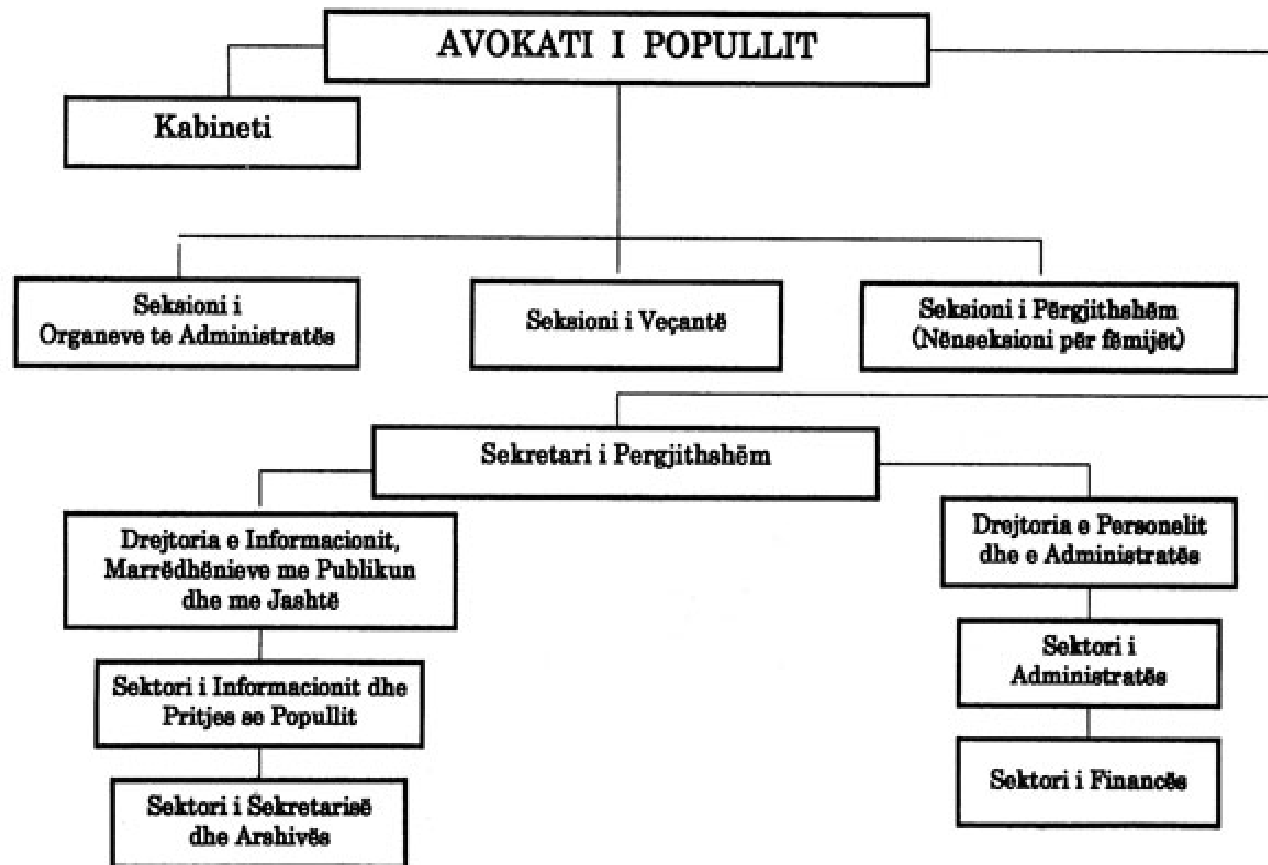 AVOKATI I POPULLIT
Kabineti
Seksioni i
Organeve te Administratës
Seksioni i Veçantë
Seksioni i Përgjithshëm
(Nënseksioni për fëmijët)
Sekretari i Pergjithshëm
Drejtoria e Informacionit,
Marrëdhënieve me Publikun
dhe me Jashtë
Drejtoria e Personelit
dhe e Administratës
Sektori i Informacionit dhe
Pritjes se Popullit
Sektori i
Administratës
Sektori i Sekretarisë
dhe Arshivës
Sektori i Financës